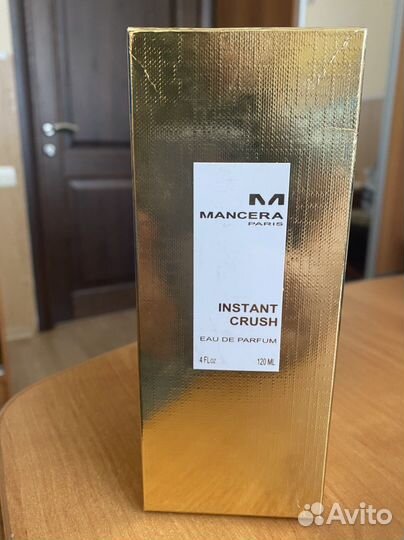 M
MANCERA
PARIS
INSTANT
CRUSH
EAU DE PARFUM
4 FLoz 120 ML
Avito